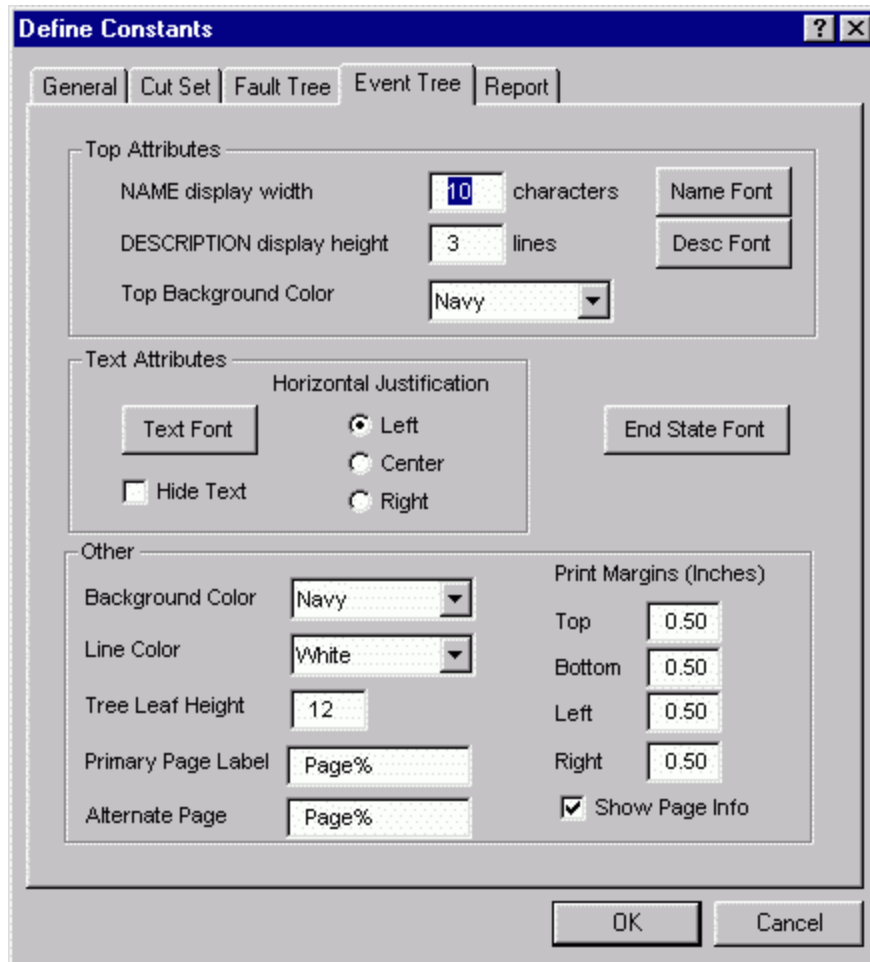 Define Constants
General Cut Set Fault Tree Event Tree Report
Top Attributes
NAME display width 10 characters Name Font
DESCRIPTION display height 3 lines Desc Font
Top Background Color Navy
Text Attributes
Horizontal Justification
Text Font Left End State Font
Center
Hide Text Right
Other
Print Margins (Inches)
Background Color Navy
Top 0.50
Line Color White
Bottom 0.50
Tree Leaf Height 12
Left 0.50
Primary Page Label Page%
Right 0.50
Alternate Page Page%
Show Page Info
OK Cancel